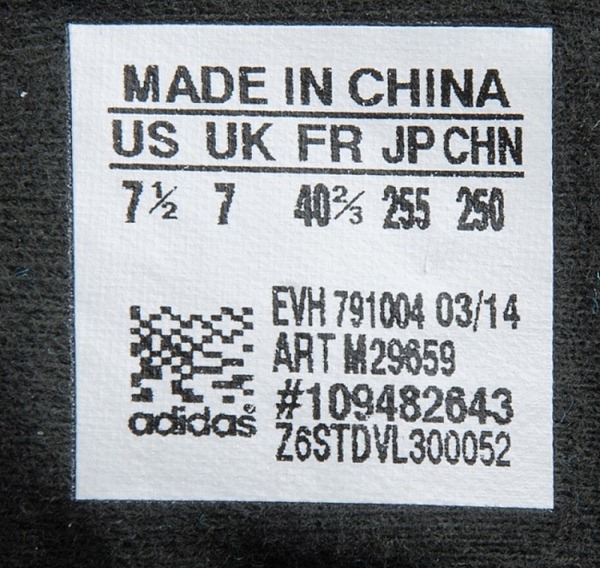 MADE IN CHINA
US UK FR JP CHN
7½ 7 40⅔ 255 250
EVH 791004 03/14
ART M29659
#109482643
Z6STDVL300052
adidas